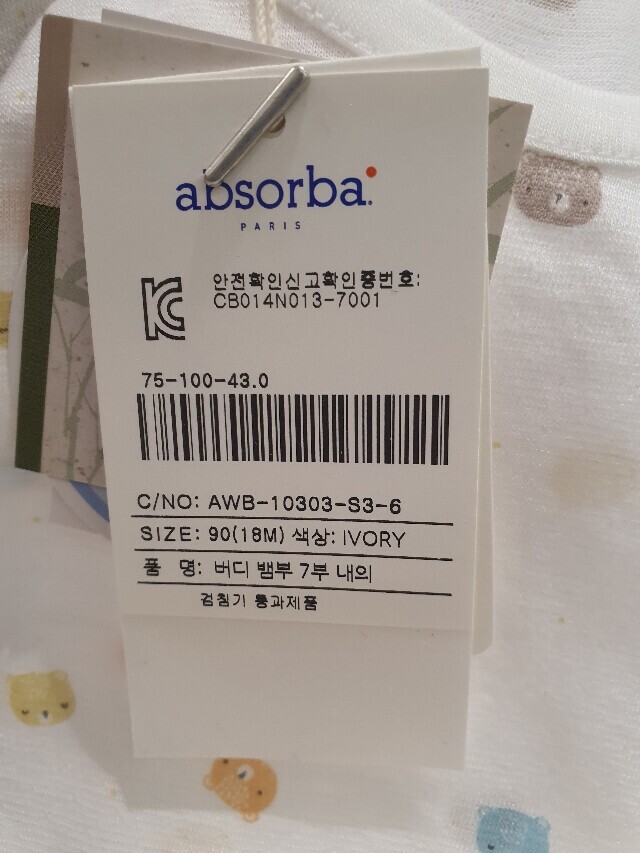 absorba.
PARIS
안전확인신고확인증번호:
CB014N013-7001
75-100-43.0
C/NO: AWB-10303-S3-6
SIZE: 90(18M) 색상: IVORY
품 명: 버디 뱀부 7부 내의
검침기 통과제품